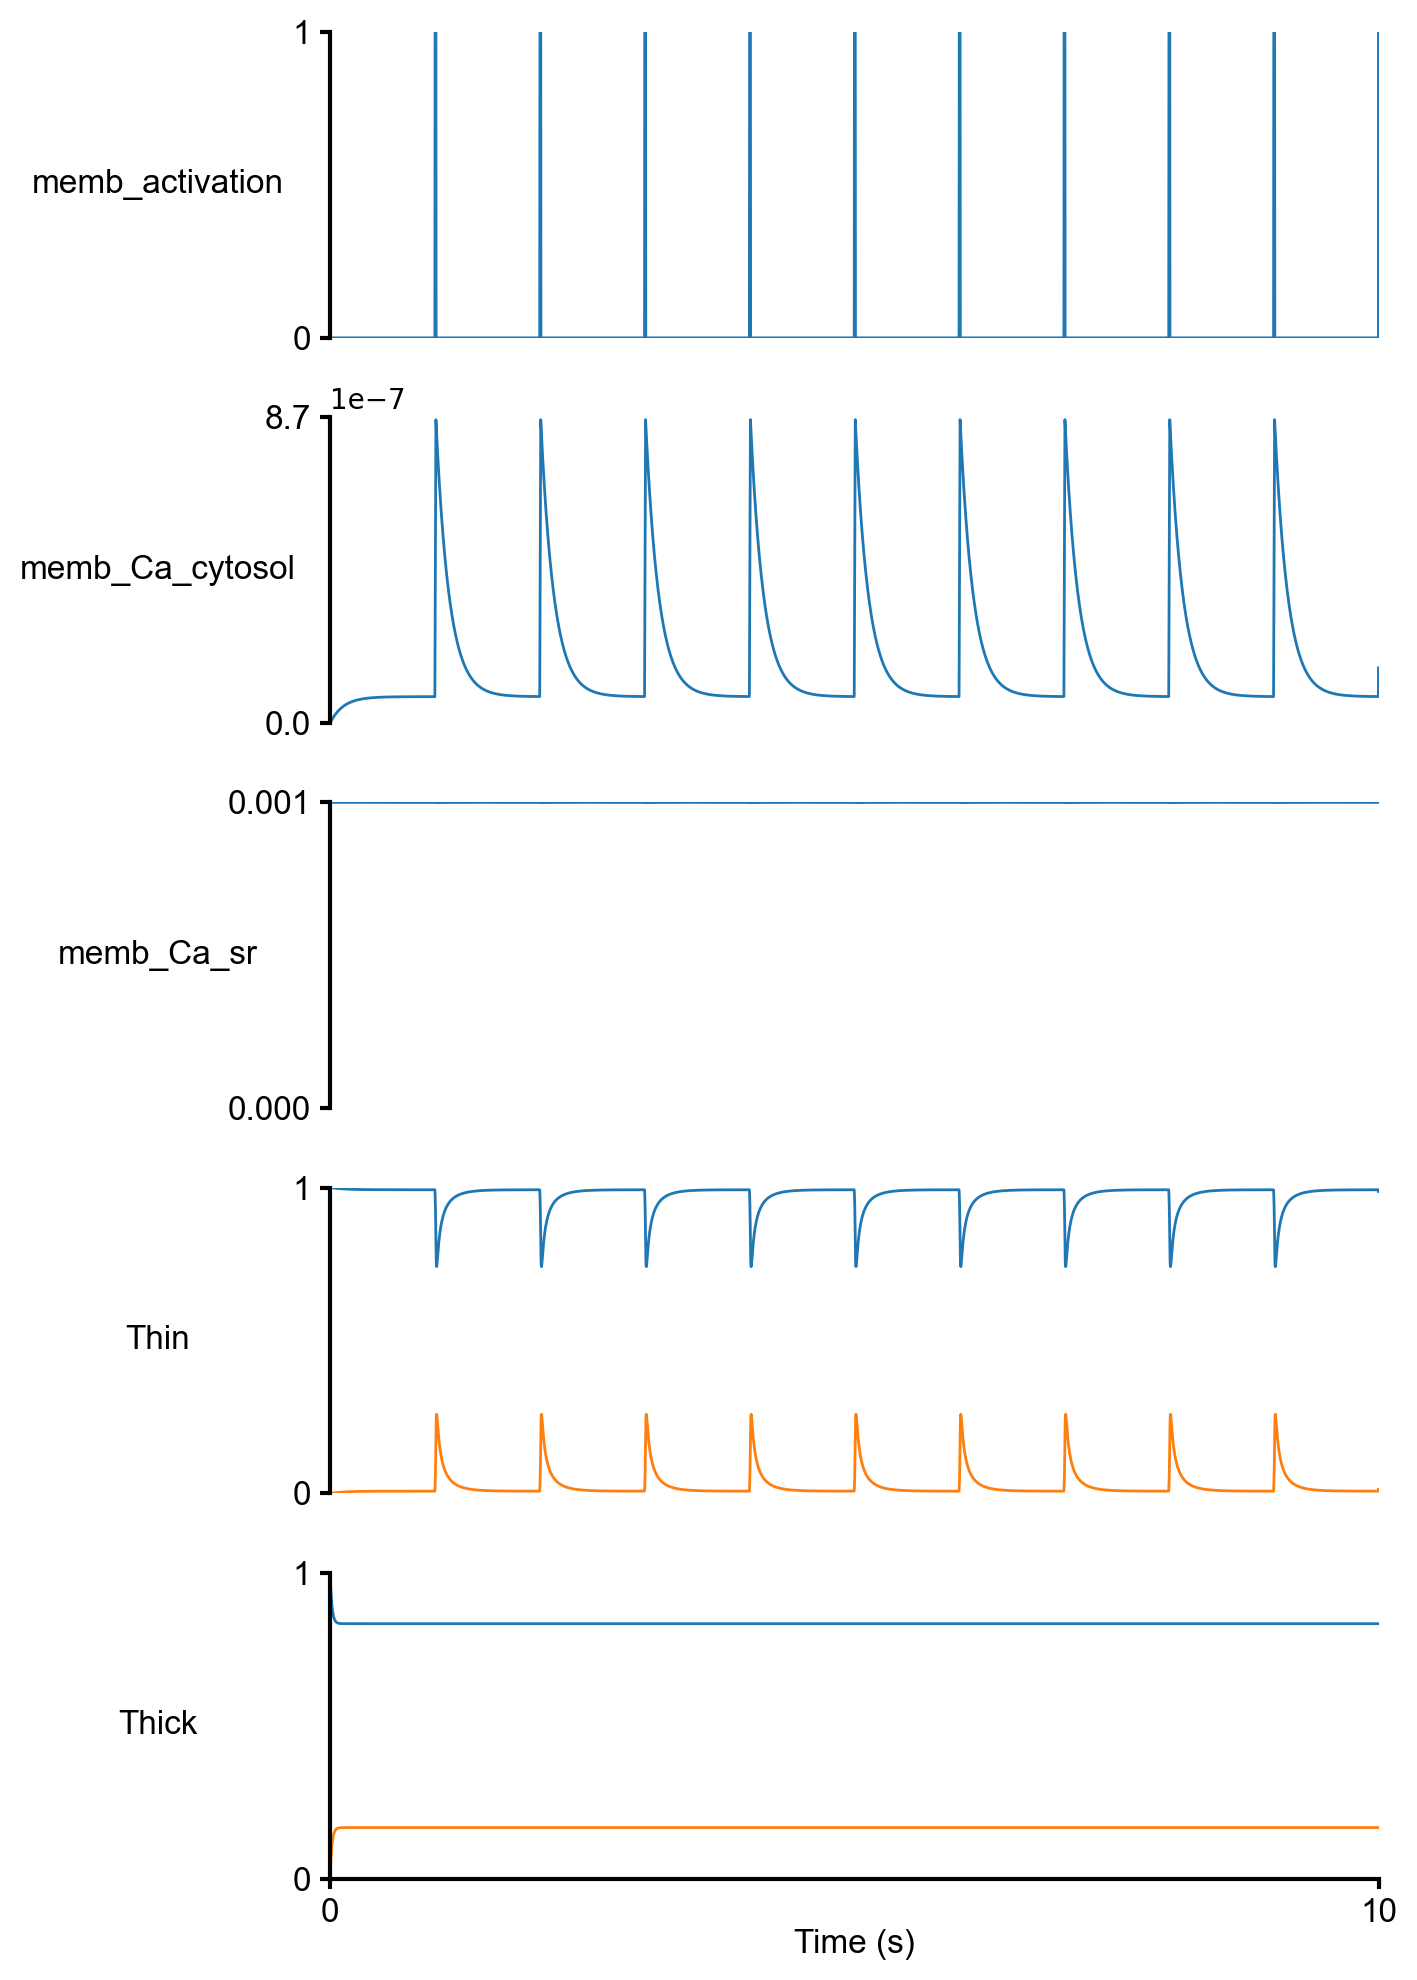 1
memb_activation
0
1e−7
8.7
memb_Ca_cytosol
0.0
0.001
memb_Ca_sr
0.000
1
Thin
0
1
Thick
0
0 10
Time (s)